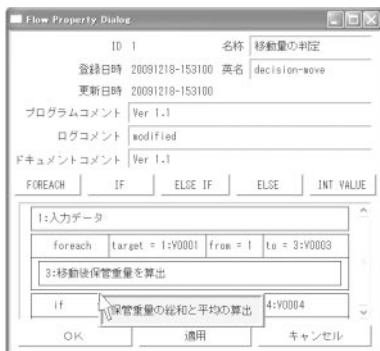 Flow Property Dialog
ID 1 名称 移動量の判定
登録日時 20091218-153100 英名 decision-move
更新日時 20091218-153100
プログラムコメント Ver 1.1
ログコメント modified
ドキュメントコメント Ver 1.1
FOREACH IF ELSE IF ELSE INT VALUE
1:入力データ
foreach target = 1:V0001 from = 1 to = 3:V0003
3:移動後保管重量を算出
if 保管重量の総和と平均の算出 4:V0004
OK 適用 キャンセル